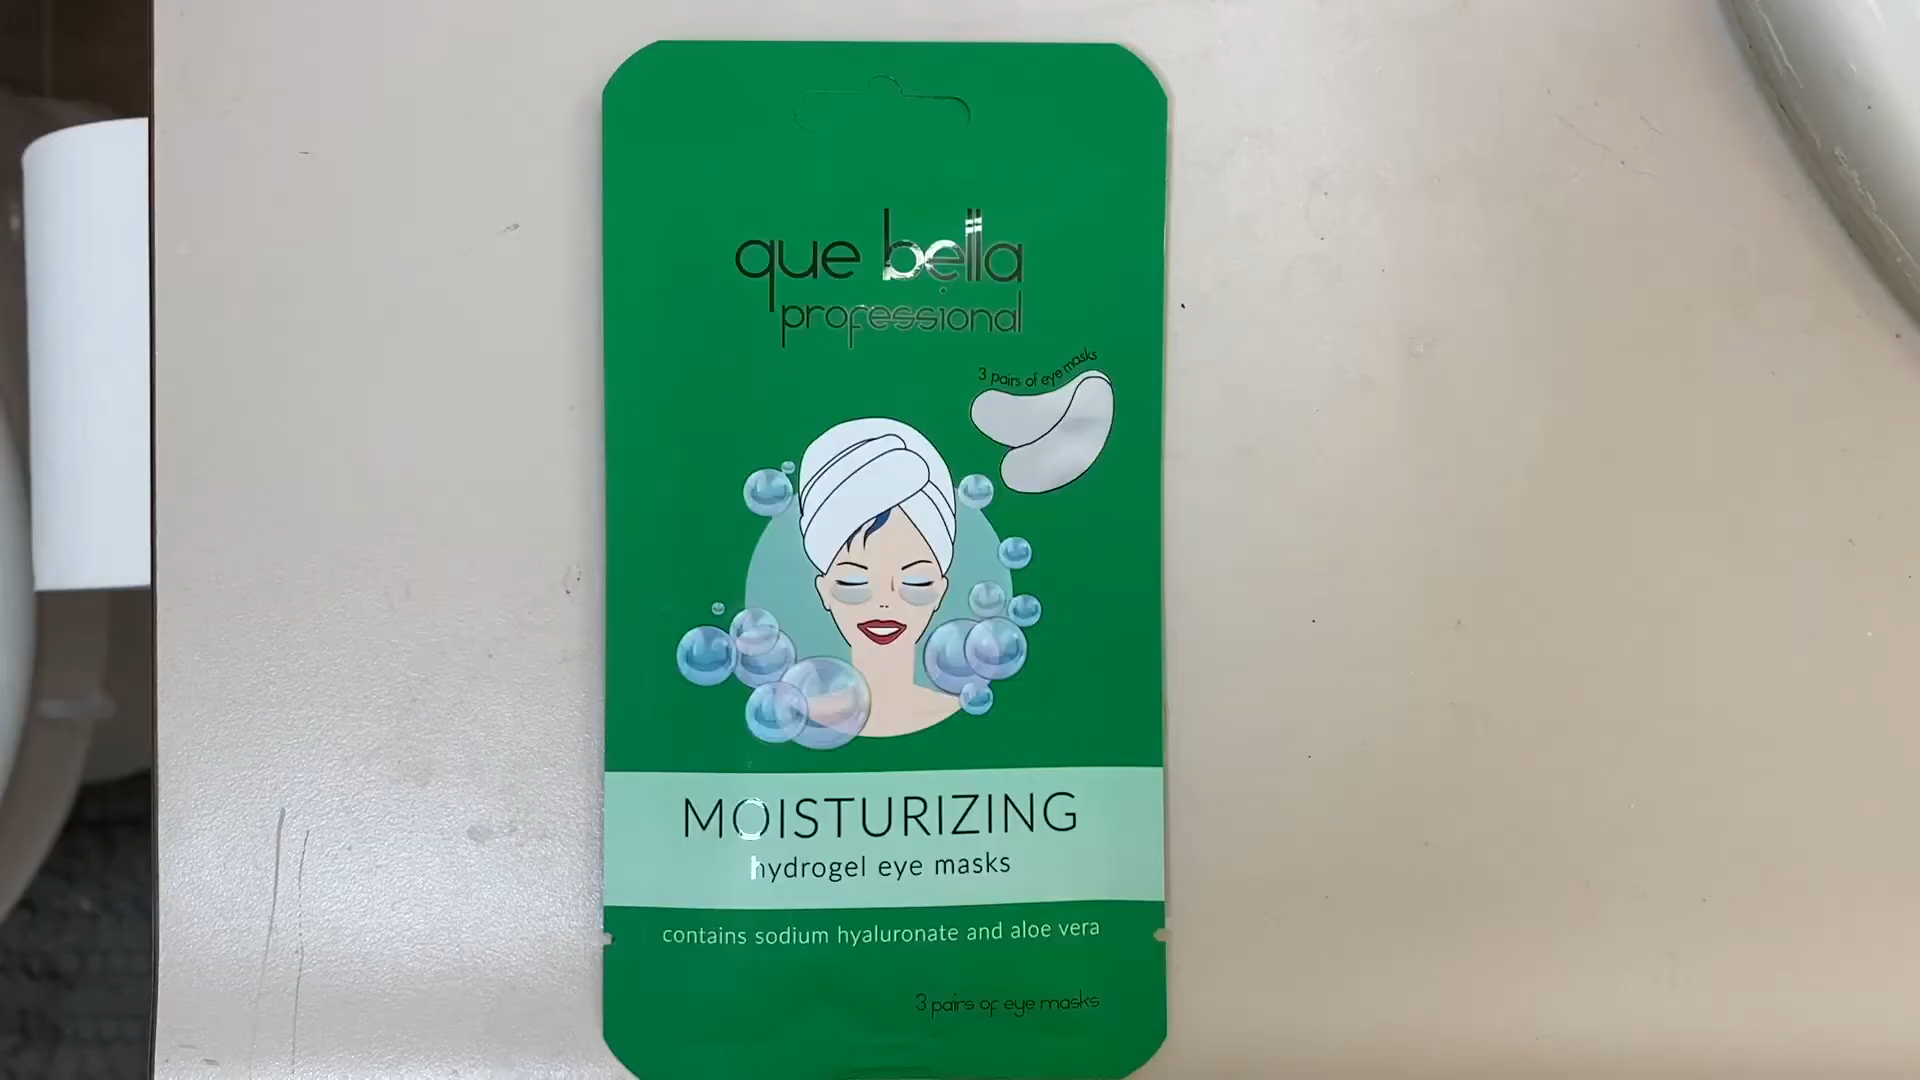 que bella
professional
3 pairs of eye masks
MOISTURIZING
hydrogel eye masks
contains sodium hyaluronate and aloe vera
3 pairs of eye masks